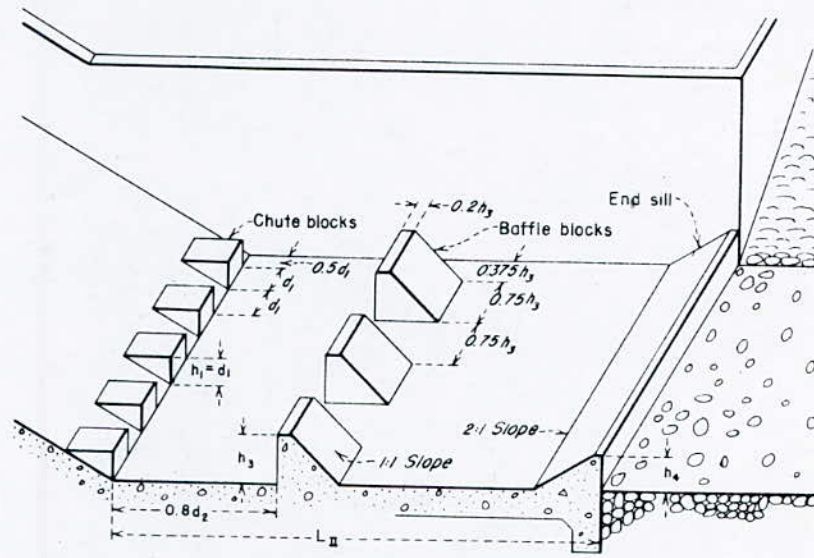 Chute blocks
0.2h₃
Baffle blocks
End sill
0.5d₁
d₁
d₁
0.375h₃
0.75h₃
0.75h₃
h₁=d₁
h₃
1:1 Slope
2:1 Slope
h₄
0.8d₂
L_II